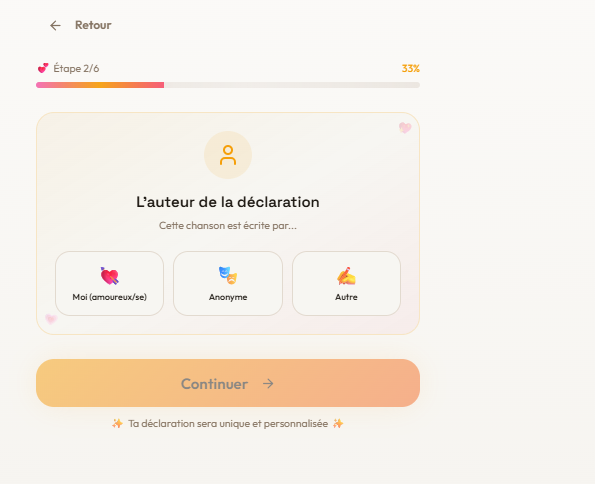 Retour
Étape 2/6
33%
L'auteur de la déclaration
Cette chanson est écrite par...
Moi (amoureux/se)
Anonyme
Autre
Continuer
Ta déclaration sera unique et personnalisée